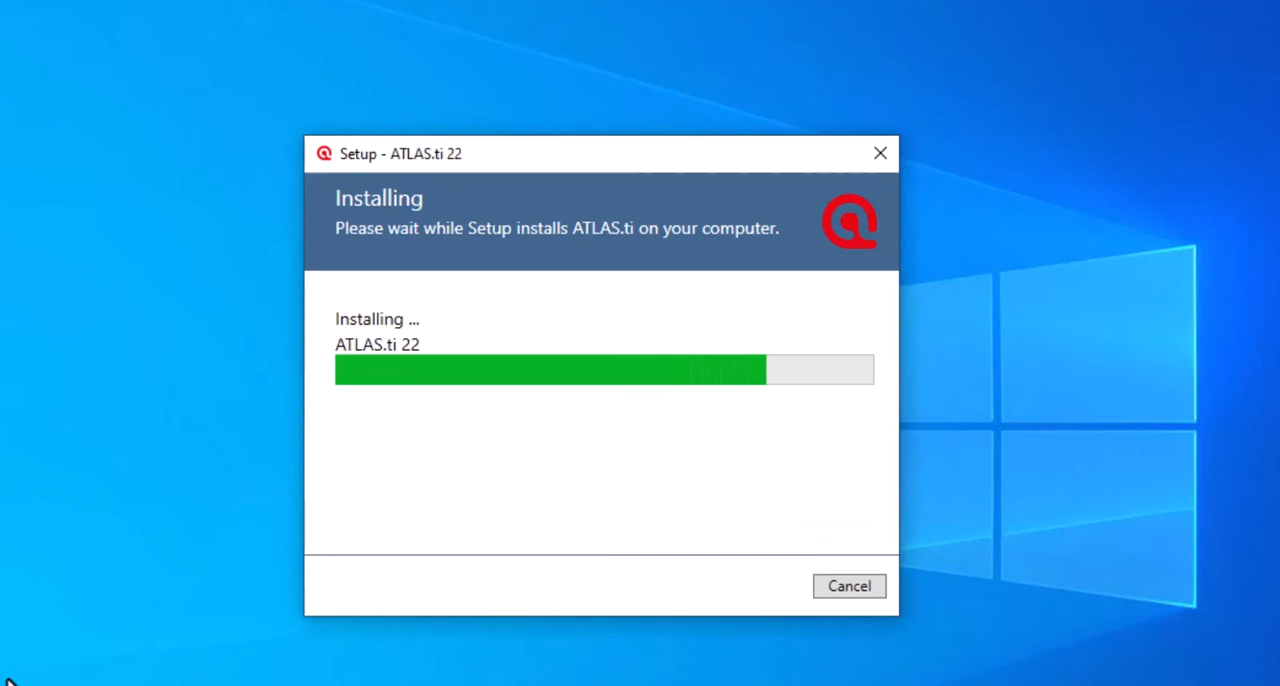 Setup - ATLAS.ti 22
Installing
Please wait while Setup installs ATLAS.ti on your computer.
Installing ...
ATLAS.ti 22
Cancel